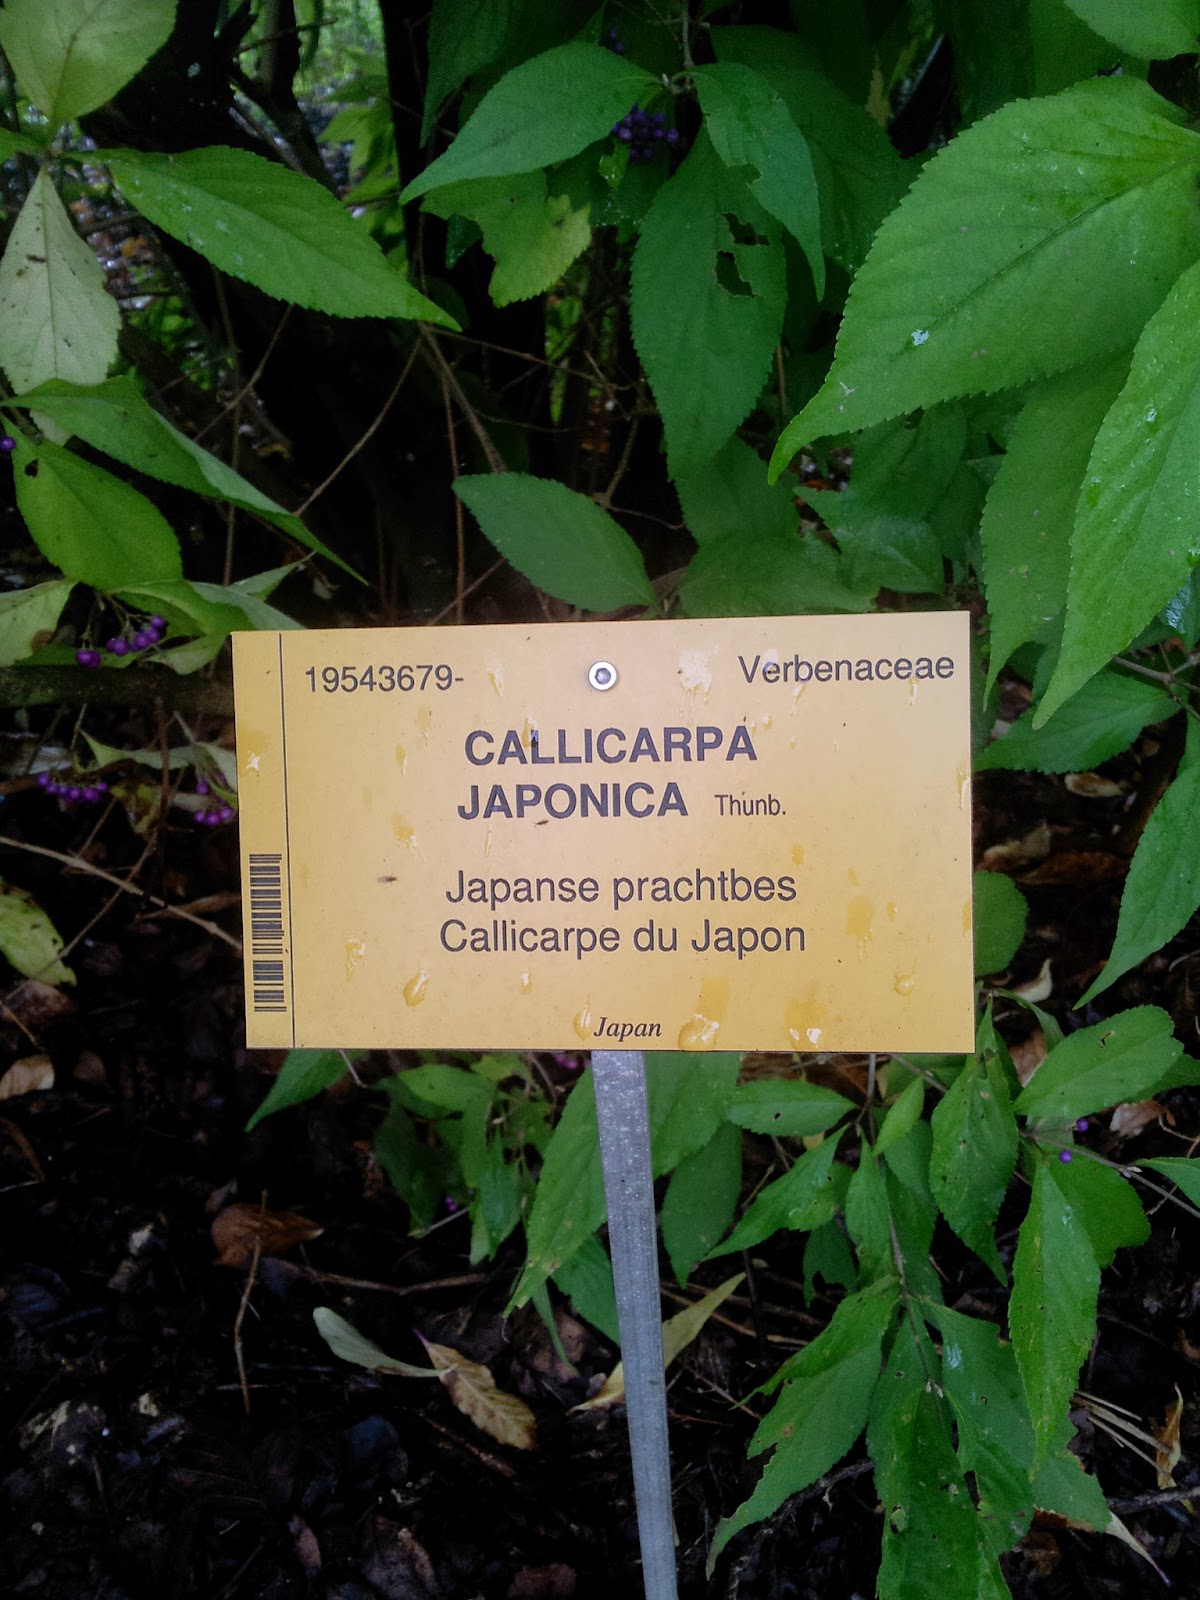 19543679- Verbenaceae
CALLICARPA
JAPONICA Thunb.
Japanse prachtbes
Callicarpe du Japon
Japan